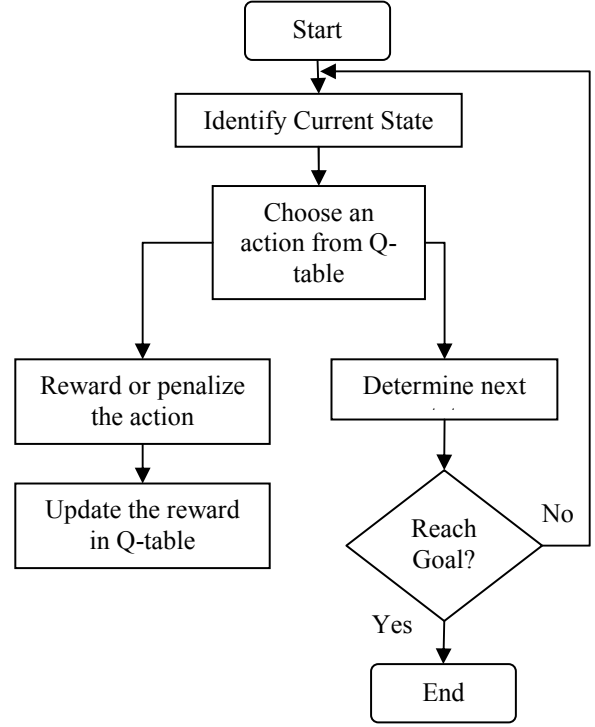 Start
Identify Current State
Choose an
action from Q-
table
Reward or penalize
the action
Update the reward
in Q-table
Determine next
Reach
Goal?
No
Yes
End